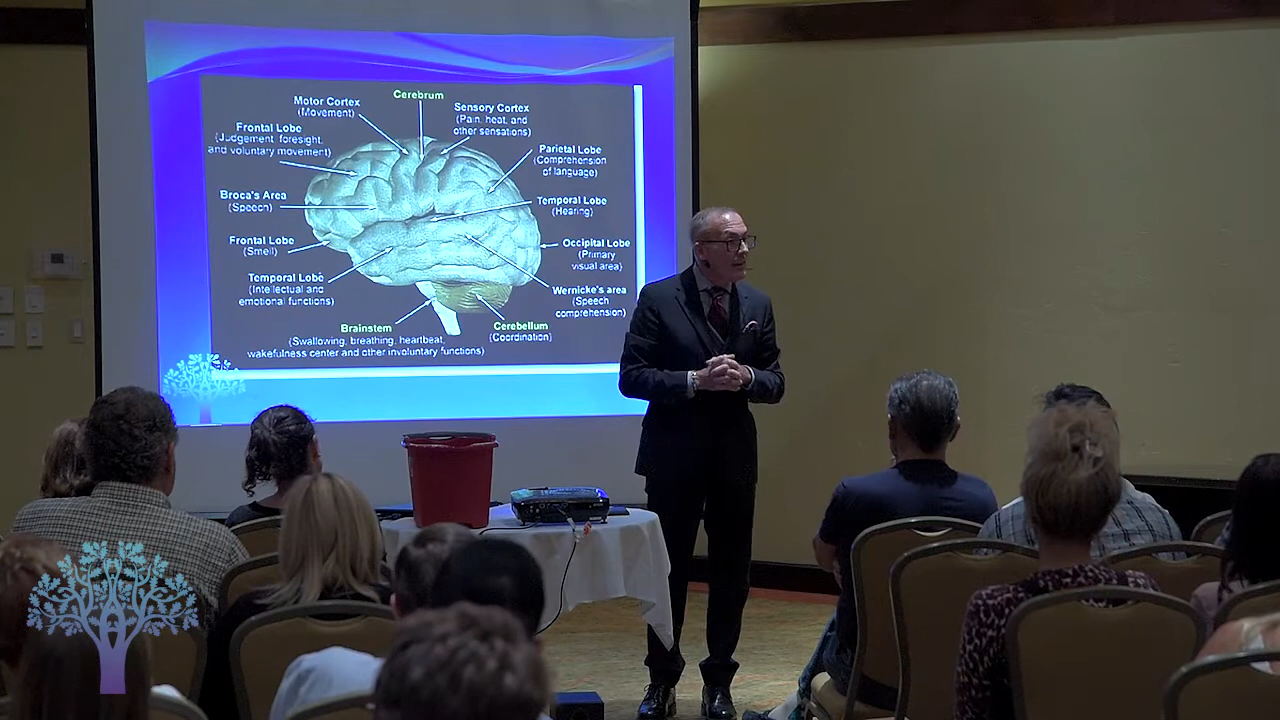 Cerebrum
Motor Cortex
(Movement)
Sensory Cortex
(Pain, heat, and
other sensations)
Frontal Lobe
(Judgement, foresight,
and voluntary movement)
Parietal Lobe
(Comprehension
of language)
Broca's Area
(Speech)
Temporal Lobe
(Hearing)
Frontal Lobe
(Smell)
Occipital Lobe
(Primary
visual area)
Temporal Lobe
(Intellectual and
emotional functions)
Wernicke's area
(Speech
comprehension)
Brainstem
(Swallowing, breathing, heartbeat,
wakefulness center and other involuntary functions)
Cerebellum
(Coordination)